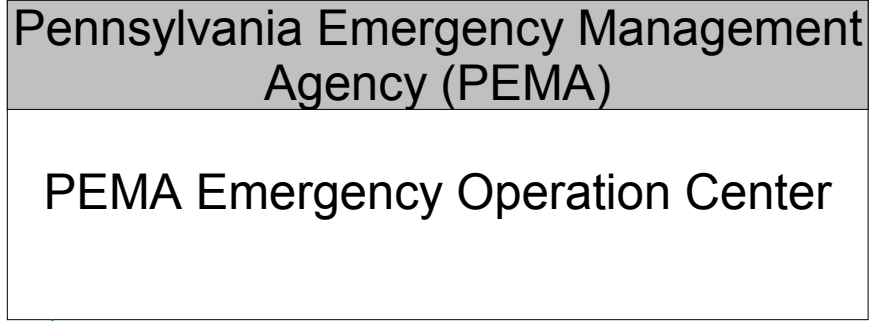 Pennsylvania Emergency Management
Agency (PEMA)
PEMA Emergency Operation Center